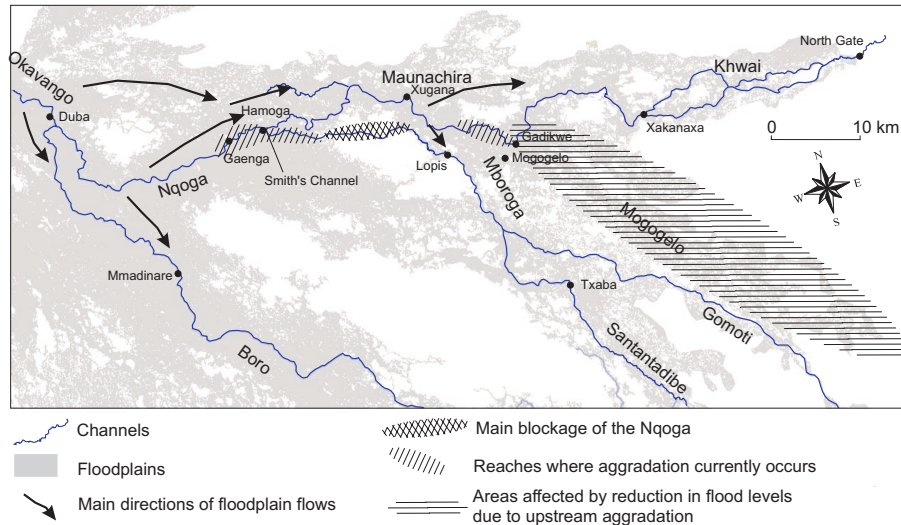 North Gate
Khwai
Okavango
Maunachira
Xugana
Duba
Hamoga
Xakanaxa
0 10 km
Gadikwe
Gaenga
Mogogelo
Lopis
Nqoga
Smith's Channel
Mboroga
N
W E
S
Mogogelo
Mmadinare
Txaba
Gomoti
Santantadibe
Boro
Channels
Floodplains
Main directions of floodplain flows
Main blockage of the Nqoga
Reaches where aggradation currently occurs
Areas affected by reduction in flood levels
due to upstream aggradation